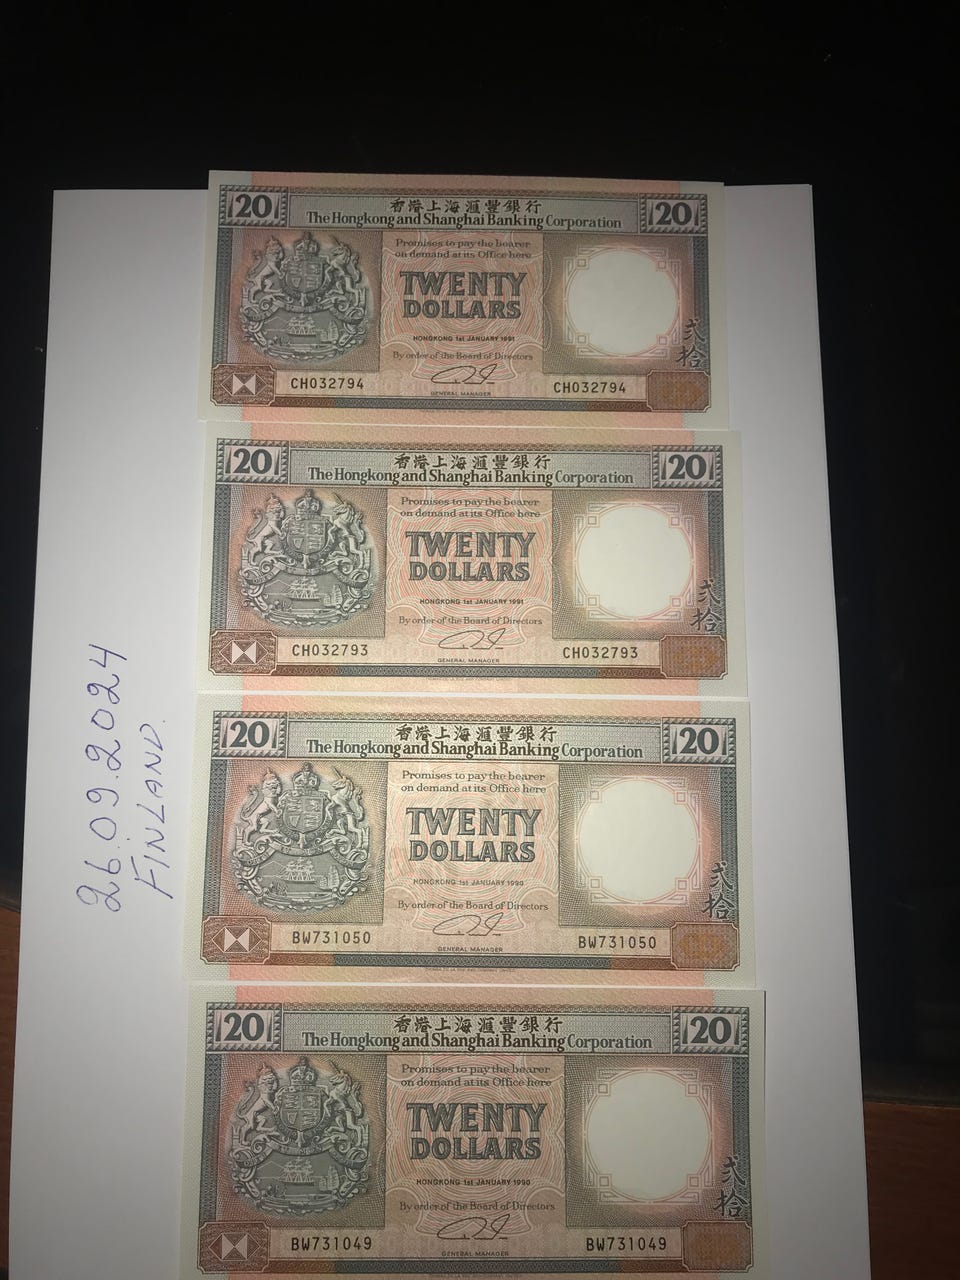 20 香港上海滙豐銀行 20
The Hongkong and Shanghai Banking Corporation
Promises to pay the bearer
on demand at its Office here
TWENTY
DOLLARS
HONGKONG 1st JANUARY 1991
By order of the Board of Directors
GENERAL MANAGER
CH032794 CH032794
貳拾
20 香港上海滙豐銀行 20
The Hongkong and Shanghai Banking Corporation
Promises to pay the bearer
on demand at its Office here
TWENTY
DOLLARS
HONGKONG 1st JANUARY 1991
By order of the Board of Directors
GENERAL MANAGER
CH032793 CH032793
貳拾
20 香港上海滙豐銀行 20
The Hongkong and Shanghai Banking Corporation
Promises to pay the bearer
on demand at its Office here
TWENTY
DOLLARS
HONGKONG 1st JANUARY 1990
By order of the Board of Directors
GENERAL MANAGER
BW731050 BW731050
貳拾
20 香港上海滙豐銀行 20
The Hongkong and Shanghai Banking Corporation
Promises to pay the bearer
on demand at its Office here
TWENTY
DOLLARS
HONGKONG 1st JANUARY 1990
By order of the Board of Directors
GENERAL MANAGER
BW731049 BW731049
貳拾
26.09.2024
FINLAND.